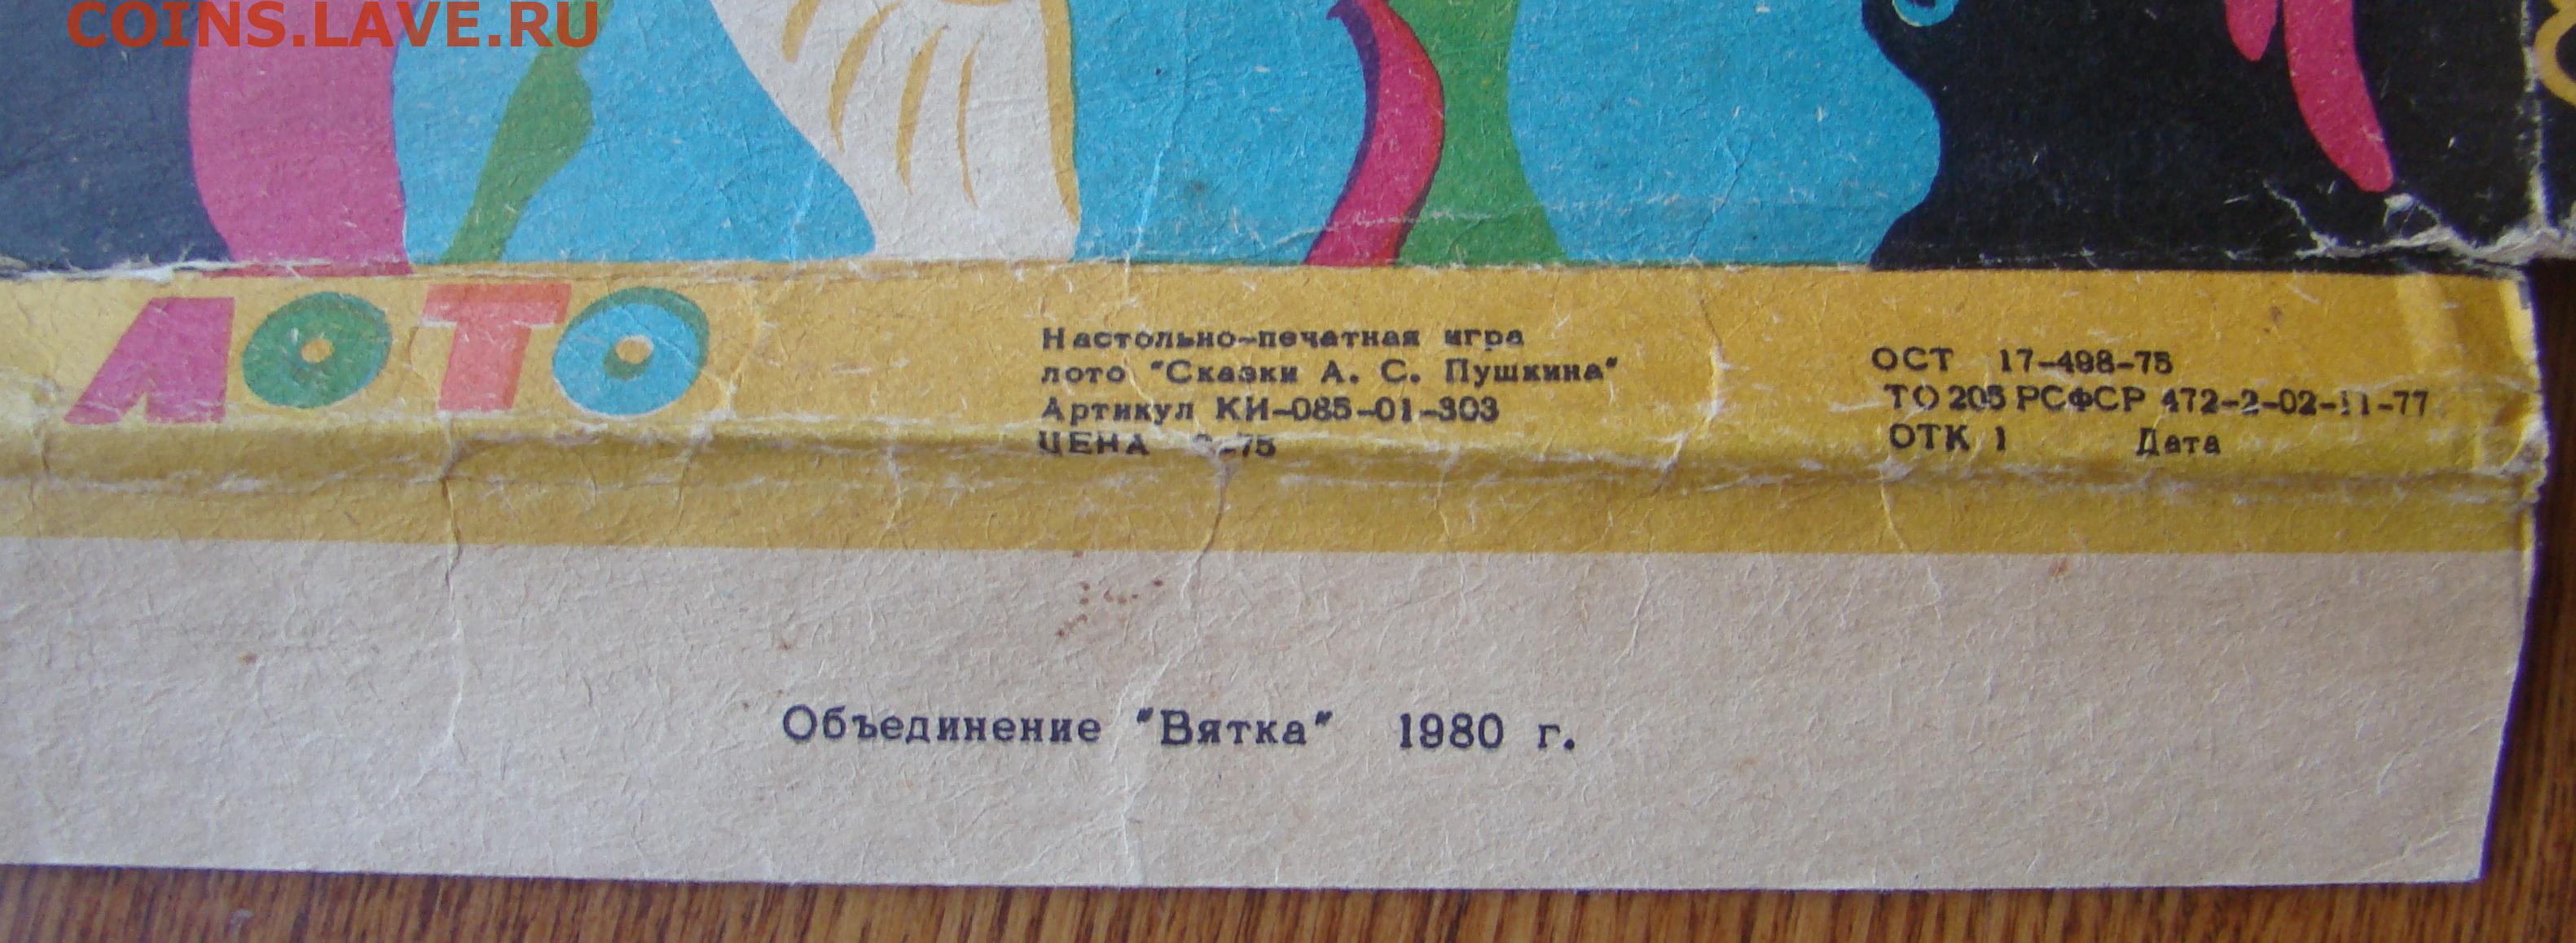 COINS.LAVE.RU
ЛОТО
Настольно-печатная игра
лото "Сказки А. С. Пушкина"
Артикул КИ-085-01-303
ЦЕНА
ОСТ 17-498-75
ТО 205 РСФСР 472-2-02-11-77
ОТК 1 Дата
Объединение "Вятка" 1980 г.